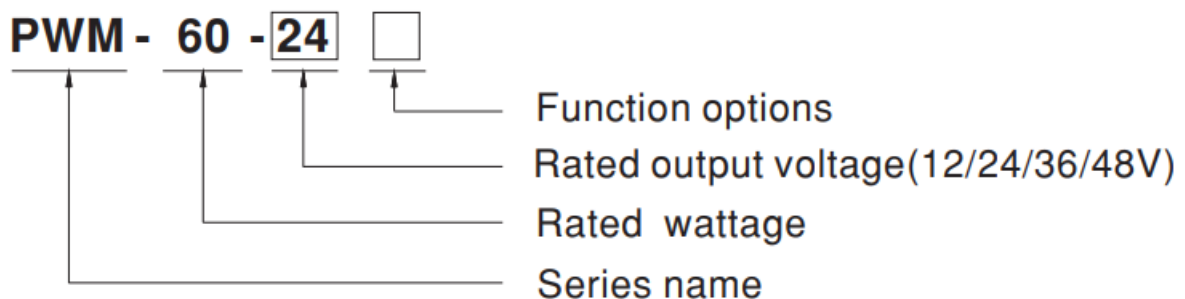 PWM - 60 - 24
Function options
Rated output voltage(12/24/36/48V)
Rated wattage
Series name